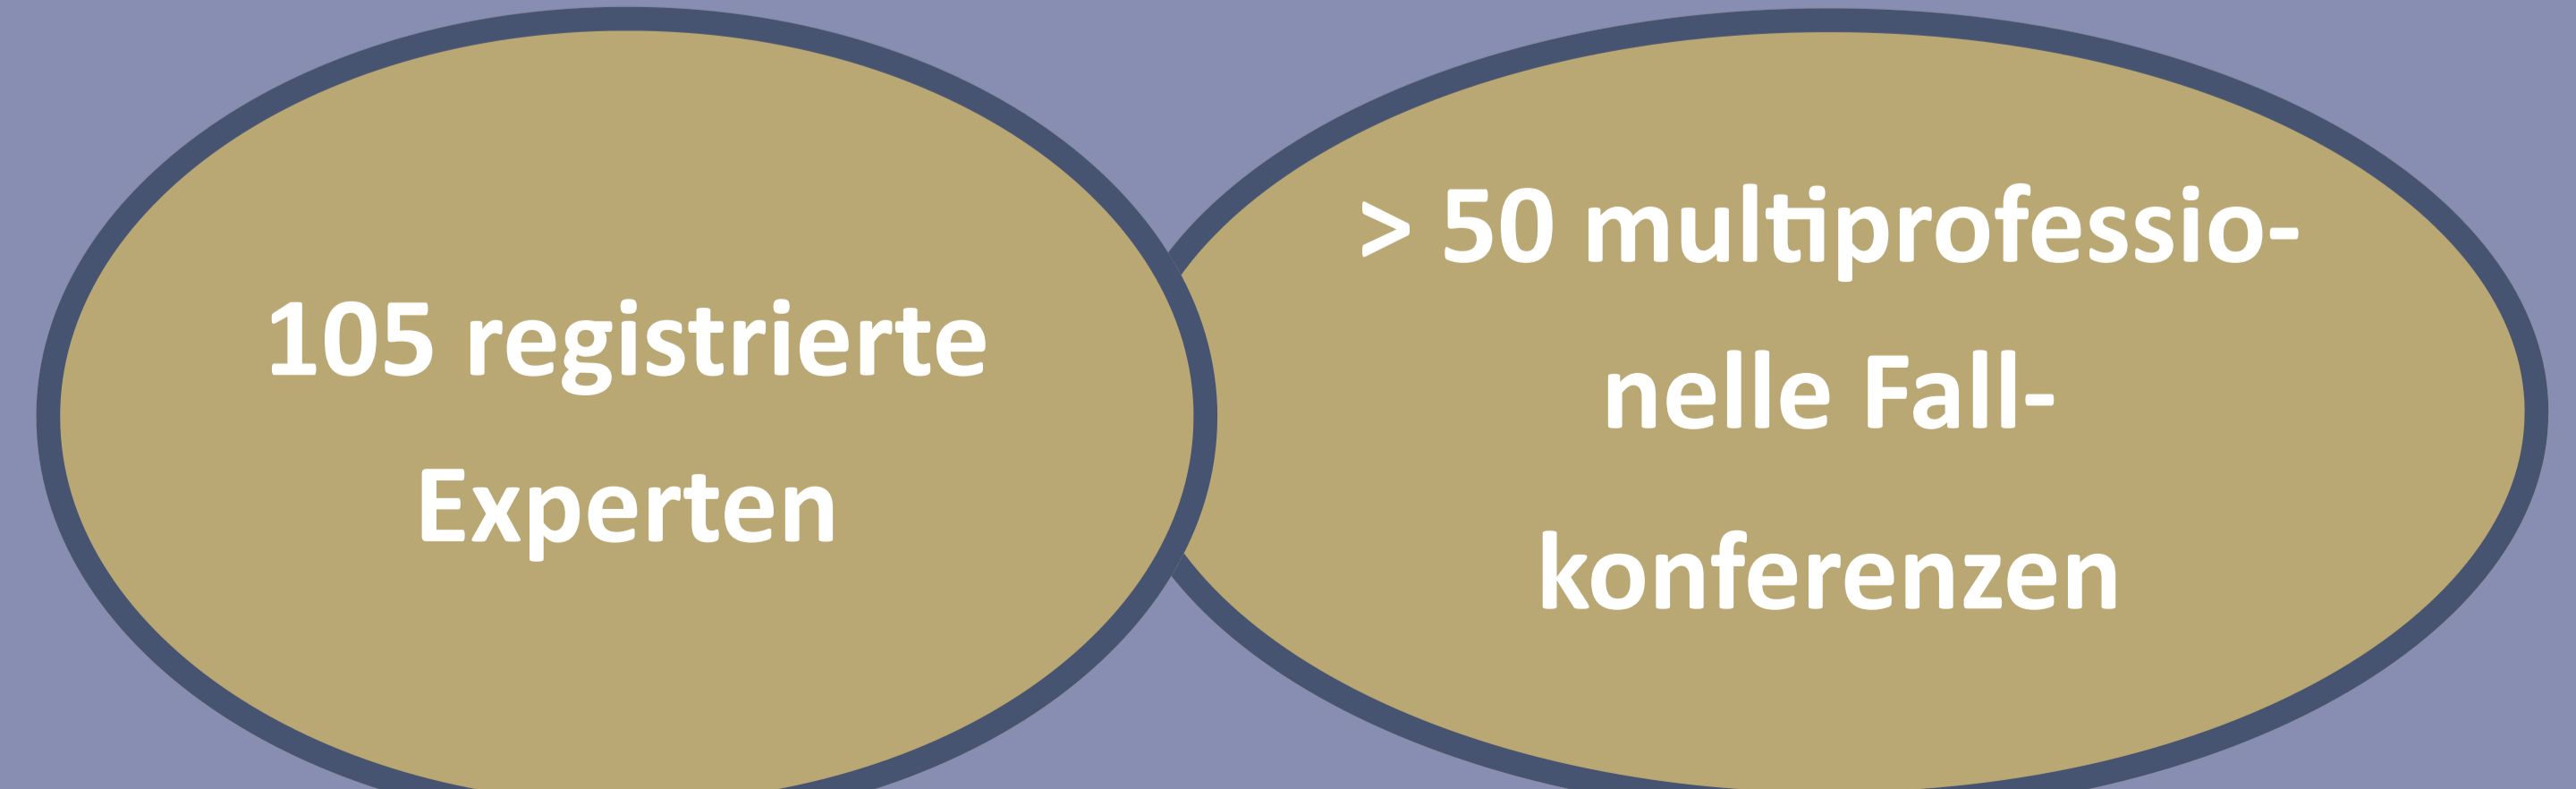 105 registrierte
Experten
> 50 multiprofessio-
nelle Fall-
konferenzen